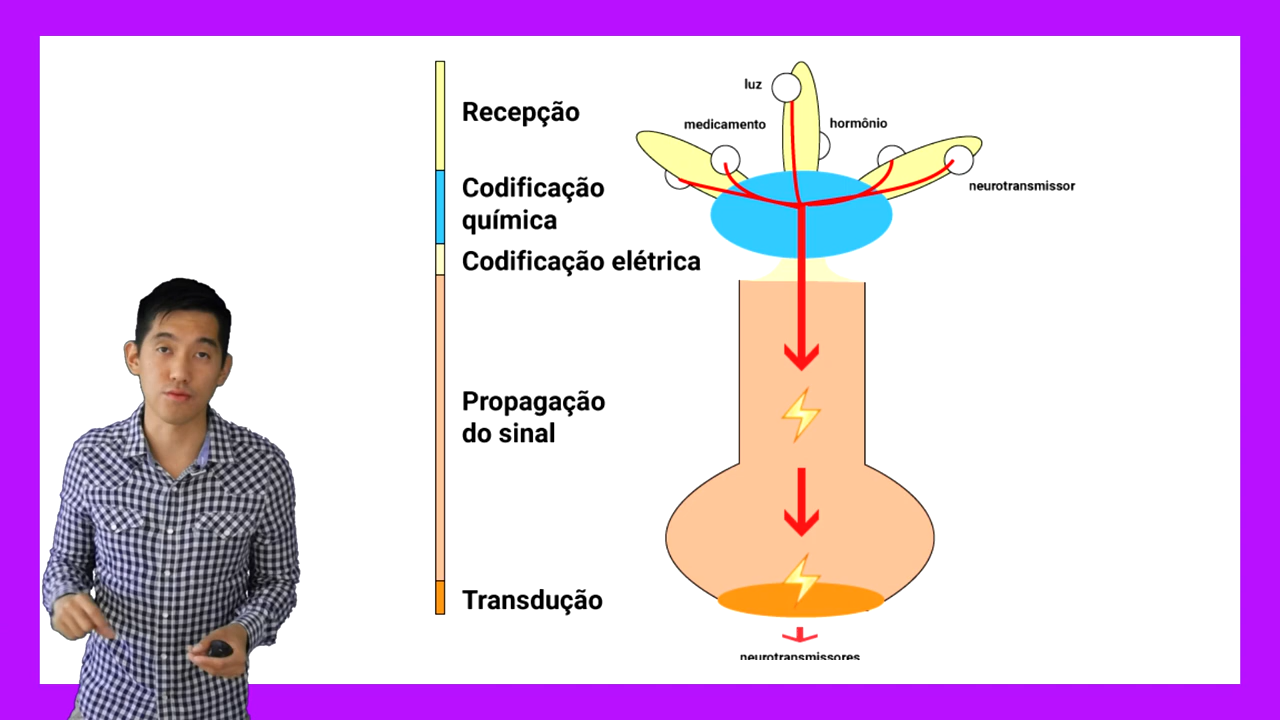 Recepção
Codificação
química
Codificação elétrica
Propagação
do sinal
Transdução
luz
medicamento
hormônio
neurotransmissor
neurotransmissores